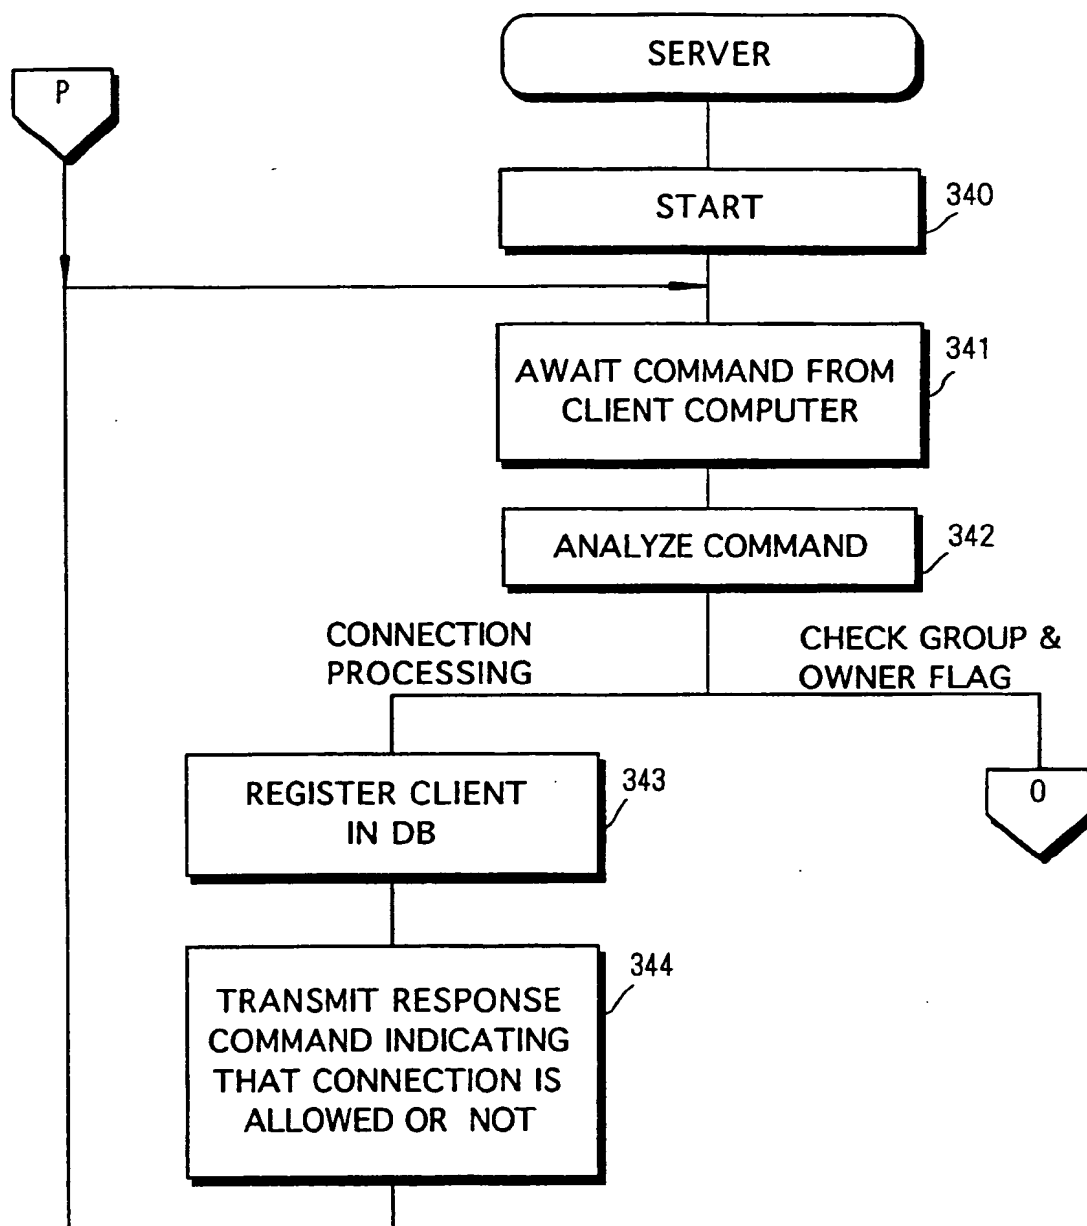 SERVER
P
START
340
AWAIT COMMAND FROM
CLIENT COMPUTER
341
ANALYZE COMMAND
342
CONNECTION
PROCESSING
CHECK GROUP &
OWNER FLAG
REGISTER CLIENT
IN DB
343
O
TRANSMIT RESPONSE
COMMAND INDICATING
THAT CONNECTION IS
ALLOWED OR NOT
344